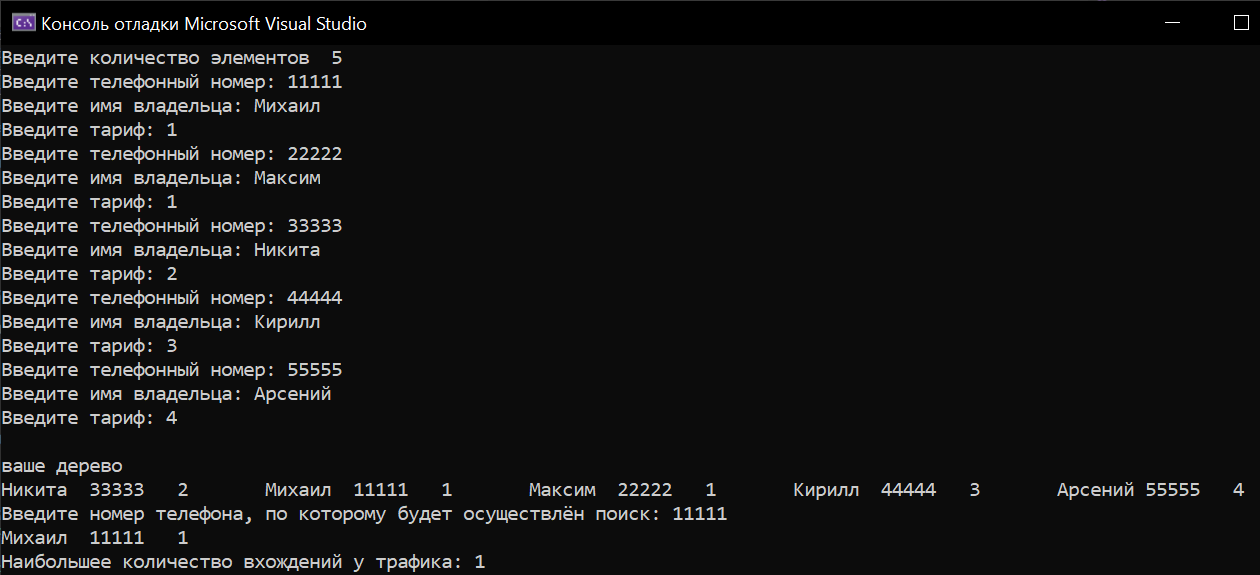 Консоль отладки Microsoft Visual Studio
Введите количество элементов  5
Введите телефонный номер: 11111
Введите имя владельца: Михаил
Введите тариф: 1
Введите телефонный номер: 22222
Введите имя владельца: Максим
Введите тариф: 1
Введите телефонный номер: 33333
Введите имя владельца: Никита
Введите тариф: 2
Введите телефонный номер: 44444
Введите имя владельца: Кирилл
Введите тариф: 3
Введите телефонный номер: 55555
Введите имя владельца: Арсений
Введите тариф: 4
ваше дерево
Никита  33333   2       Михаил  11111   1       Максим  22222   1       Кирилл  44444   3       Арсений 55555   4
Введите номер телефона, по которому будет осуществлён поиск: 11111
Михаил  11111   1
Наибольшее количество вхождений у трафика: 1